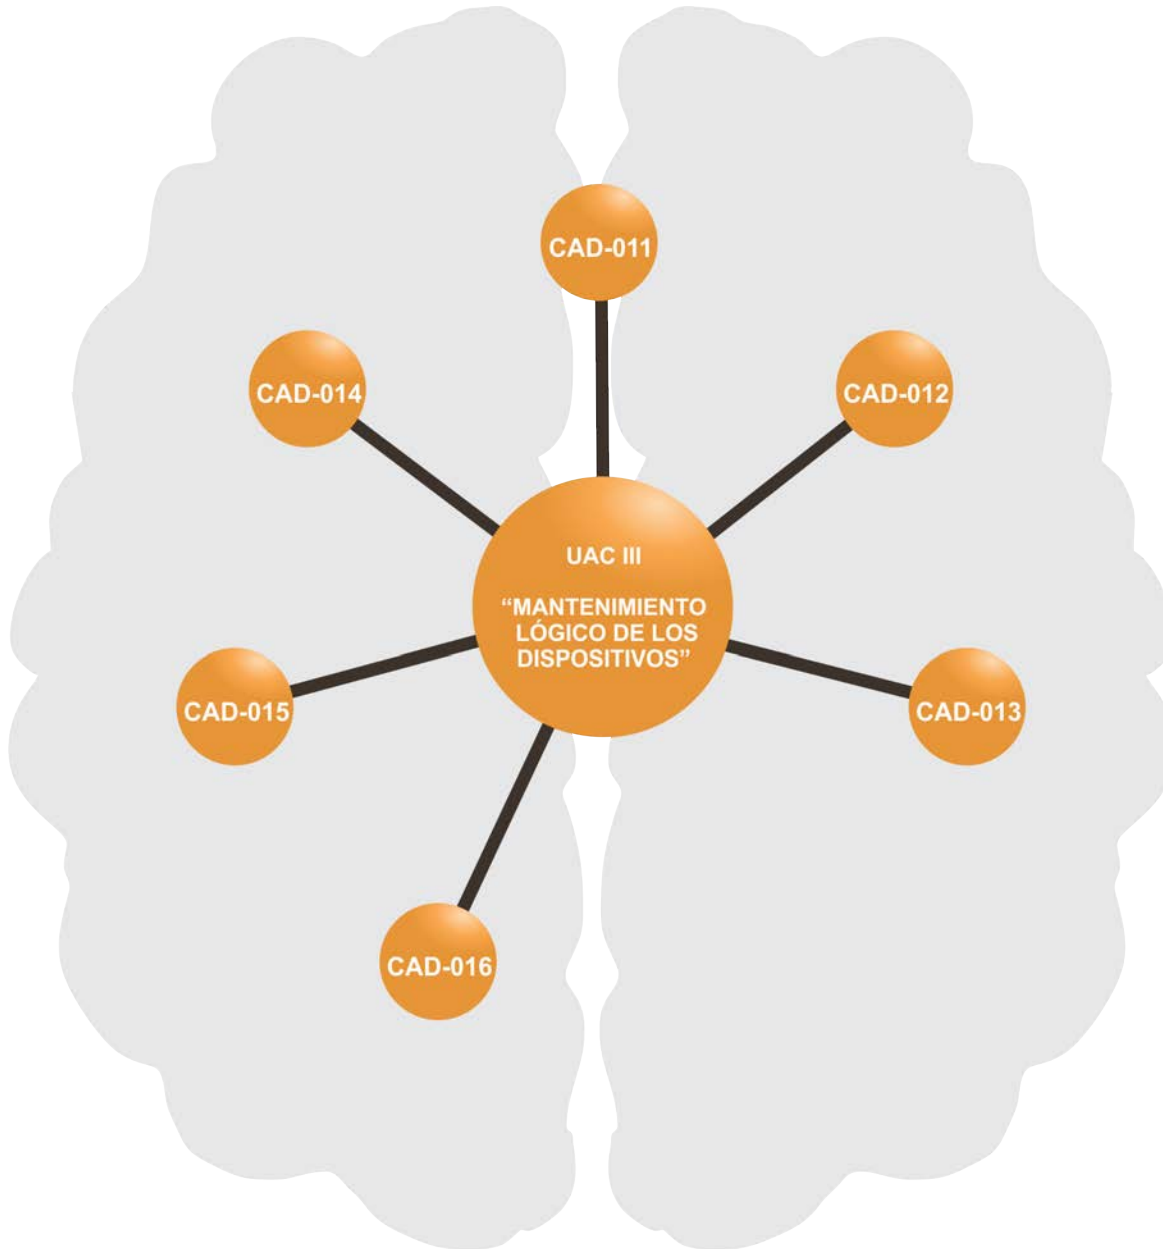 CAD-011
CAD-014
CAD-012
UAC III
“MANTENIMIENTO
LÓGICO DE LOS
DISPOSITIVOS”
CAD-015
CAD-013
CAD-016